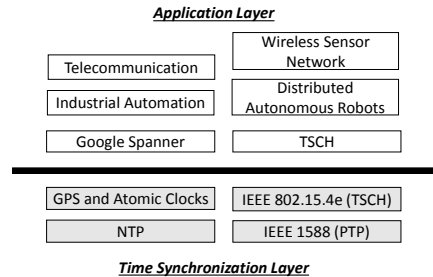 Application Layer
Telecommunication
Industrial Automation
Google Spanner
Wireless Sensor
Network
Distributed
Autonomous Robots
TSCH
GPS and Atomic Clocks
IEEE 802.15.4e (TSCH)
NTP
IEEE 1588 (PTP)
Time Synchronization Layer